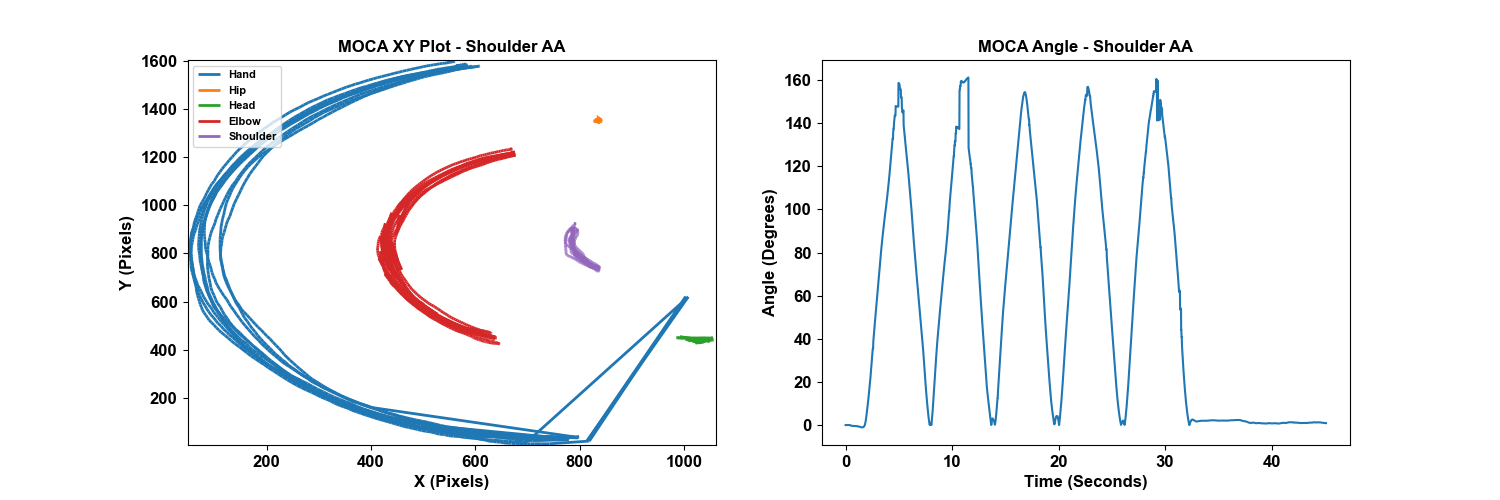 MOCA XY Plot - Shoulder AA
1600
1400
1200
1000
800
600
400
200
Y (Pixels)
Hand
Hip
Head
Elbow
Shoulder
200
400
600
800
1000
X (Pixels)
MOCA Angle - Shoulder AA
160
140
120
100
80
60
40
20
0
Angle (Degrees)
0
10
20
30
40
Time (Seconds)